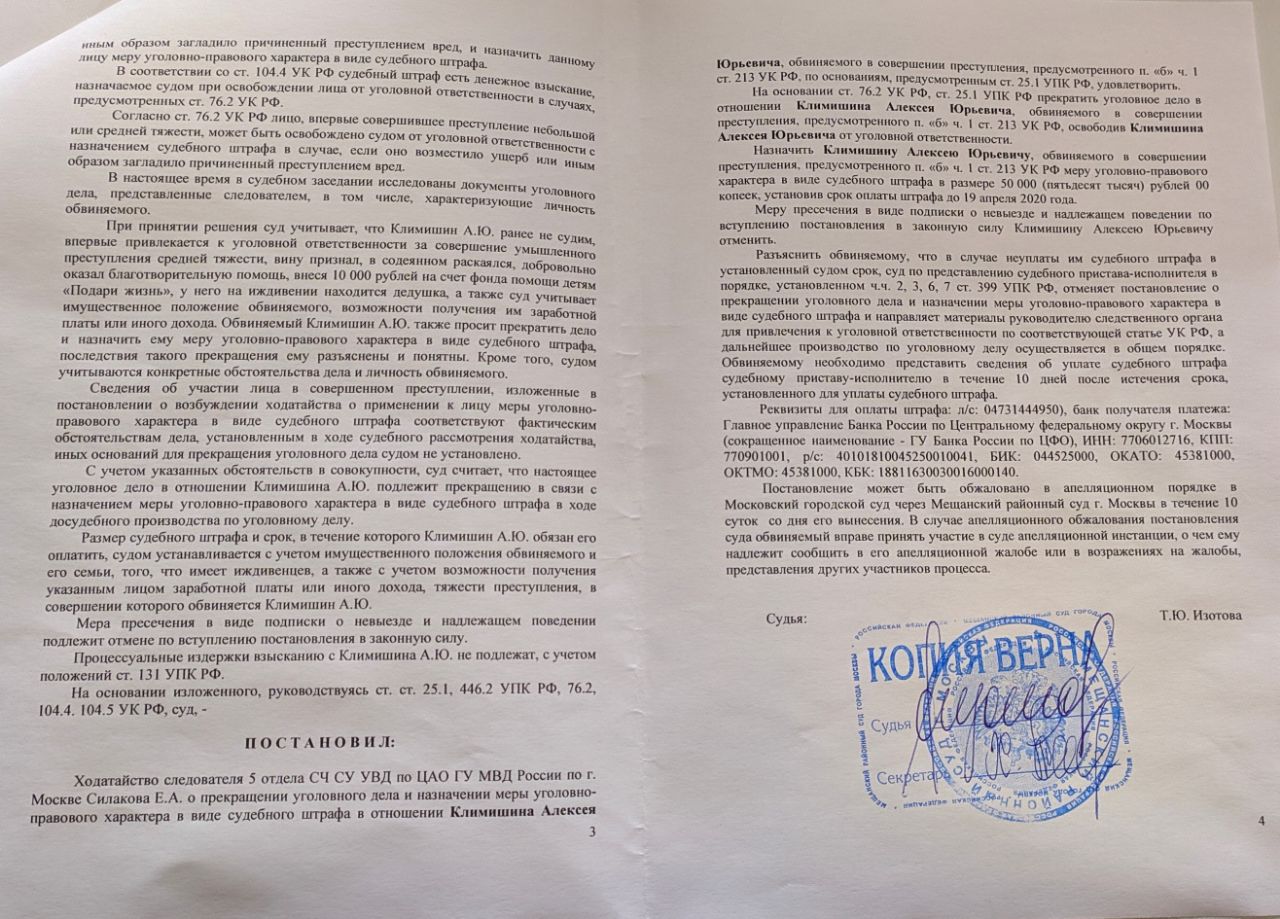 иным образом загладило причиненный преступлением вред, и назначить данному
лицу меру уголовно-правового характера в виде судебного штрафа.
В соответствии со ст. 104.4 УК РФ судебный штраф есть денежное взыскание,
назначаемое судом при освобождении лица от уголовной ответственности в случаях,
предусмотренных ст. 76.2 УК РФ.
Согласно ст. 76.2 УК РФ лицо, впервые совершившее преступление небольшой
или средней тяжести, может быть освобождено судом от уголовной ответственности с
назначением судебного штрафа в случае, если оно возместило ущерб или иным
образом загладило причиненный преступлением вред.
В настоящее время в судебном заседании исследованы документы уголовного
дела, представленные следователем, в том числе, характеризующие личность
обвиняемого.
При принятии решения суд учитывает, что Климишин А.Ю. ранее не судим,
впервые привлекается к уголовной ответственности за совершение умышленного
преступления средней тяжести, вину признал, в содеянном раскаялся, добровольно
оказал благотворительную помощь, внеся 10 000 рублей на счет фонда помощи детям
«Подари жизнь», у него на иждивении находится дедушка, а также суд учитывает
имущественное положение обвиняемого, возможности получения им заработной
платы или иного дохода. Обвиняемый Климишин А.Ю. также просит прекратить дело
и назначить ему меру уголовно-правового характера в виде судебного штрафа,
последствия такого прекращения ему разъяснены и понятны. Кроме того, судом
учитываются конкретные обстоятельства дела и личность обвиняемого.
Сведения об участии лица в совершенном преступлении, изложенные в
постановлении о возбуждении ходатайства о применении к лицу меры уголовно-
правового характера в виде судебного штрафа соответствуют фактическим
обстоятельствам дела, установленным в ходе судебного рассмотрения ходатайства,
иных оснований для прекращения уголовного дела судом не установлено.
С учетом указанных обстоятельств в совокупности, суд считает, что настоящее
уголовное дело в отношении Климишина А.Ю. подлежит прекращению в связи с
назначением меры уголовно-правового характера в виде судебного штрафа в ходе
досудебного производства по уголовному делу.
Размер судебного штрафа и срок, в течение которого Климишин А.Ю. обязан его
оплатить, судом устанавливается с учетом имущественного положения обвиняемого и
его семьи, того, что имеет иждивенцев, а также с учетом возможности получения
указанным лицом заработной платы или иного дохода, тяжести преступления, в
совершении которого обвиняется Климишин А.Ю.
Мера пресечения в виде подписки о невыезде и надлежащем поведении
подлежит отмене по вступлению постановления в законную силу.
Процессуальные издержки взысканию с Климишина А.Ю. не подлежат, с учетом
положений ст. 131 УПК РФ.
На основании изложенного, руководствуясь ст. ст. 25.1, 446.2 УПК РФ, 76.2,
104.4. 104.5 УК РФ, суд, -
П О С Т А Н О В И Л:
Ходатайство следователя 5 отдела СЧ СУ УВД по ЦАО ГУ МВД России по г.
Москве Силакова Е.А. о прекращении уголовного дела и назначении меры уголовно-
правового характера в виде судебного штрафа в отношении Климишина Алексея
3
Юрьевича, обвиняемого в совершении преступления, предусмотренного п. «б» ч. 1
ст. 213 УК РФ, по основаниям, предусмотренным ст. 25.1 УПК РФ, удовлетворить.
На основании ст. 76.2 УК РФ, ст. 25.1 УПК РФ прекратить уголовное дело в
отношении Климишина Алексея Юрьевича, обвиняемого в совершении
преступления, предусмотренного п. «б» ч. 1 ст. 213 УК РФ, освободив Климишина
Алексея Юрьевича от уголовной ответственности.
Назначить Климишину Алексею Юрьевичу, обвиняемого в совершении
преступления, предусмотренного п. «б» ч. 1 ст. 213 УК РФ меру уголовно-правового
характера в виде судебного штрафа в размере 50 000 (пятьдесят тысяч) рублей 00
копеек, установив срок оплаты штрафа до 19 апреля 2020 года.
Меру пресечения в виде подписки о невыезде и надлежащем поведении по
вступлению постановления в законную силу Климишину Алексею Юрьевичу
отменить.
Разъяснить обвиняемому, что в случае неуплаты им судебного штрафа в
установленный судом срок, суд по представлению судебного пристава-исполнителя в
порядке, установленном ч.ч. 2, 3, 6, 7 ст. 399 УПК РФ, отменяет постановление о
прекращении уголовного дела и назначении меры уголовно-правового характера в
виде судебного штрафа и направляет материалы руководителю следственного органа
для привлечения к уголовной ответственности по соответствующей статье УК РФ, а
дальнейшее производство по уголовному делу осуществляется в общем порядке.
Обвиняемому необходимо представить сведения об уплате судебного штрафа
судебному приставу-исполнителю в течение 10 дней после истечения срока,
установленного для уплаты судебного штрафа.
Реквизиты для оплаты штрафа: л/с: 04731444950), банк получателя платежа:
Главное управление Банка России по Центральному федеральному округу г. Москвы
(сокращенное наименование - ГУ Банка России по ЦФО), ИНН: 7706012716, КПП:
770901001, р/с: 40101810045250010041, БИК: 044525000, ОКАТО: 45381000,
ОКТМО: 45381000, КБК: 18811630030016000140.
Постановление может быть обжаловано в апелляционном порядке в
Московский городской суд через Мещанский районный суд г. Москвы в течение 10
суток со дня его вынесения. В случае апелляционного обжалования постановления
суда обвиняемый вправе принять участие в суде апелляционной инстанции, о чем ему
надлежит сообщить в его апелляционной жалобе или в возражениях на жалобы,
представления других участников процесса.
Судья: Т.Ю. Изотова
КОПИЯ ВЕРНА
Судья
Секретарь
4